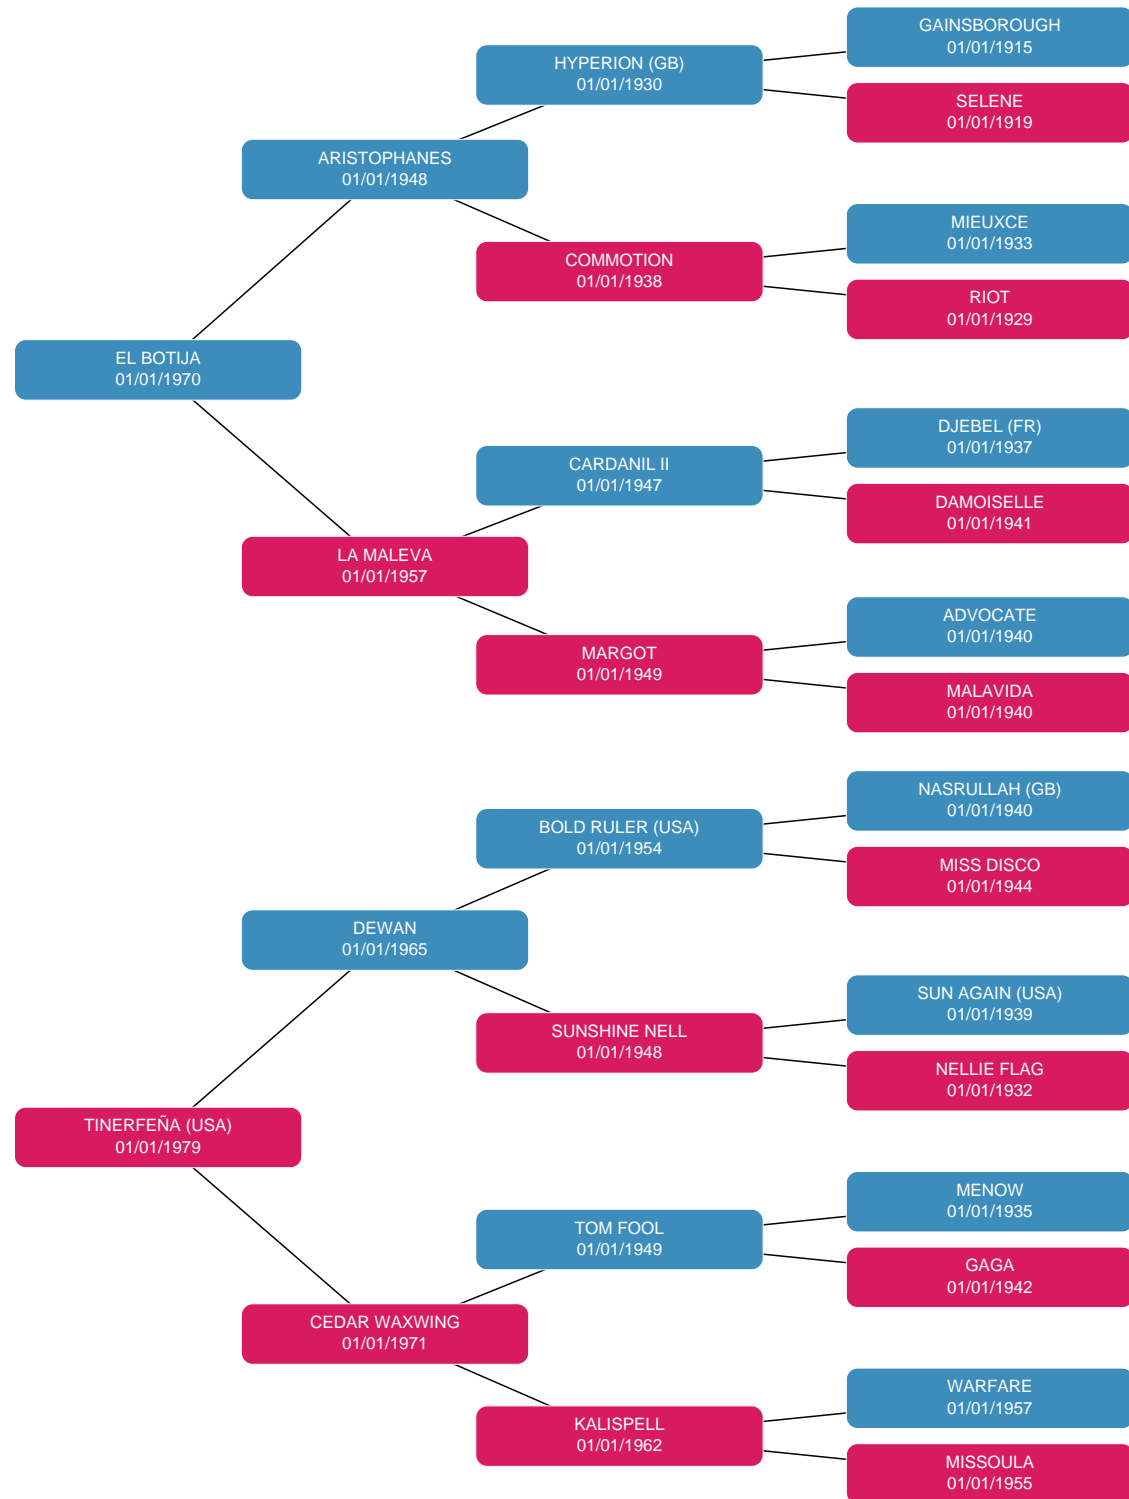 GAINSBOROUGH
01/01/1915
HYPERION (GB)
01/01/1930
SELENE
01/01/1919
ARISTOPHANES
01/01/1948
MIEUXCE
01/01/1933
COMMOTION
01/01/1938
RIOT
01/01/1929
EL BOTIJA
01/01/1970
DJEBEL (FR)
01/01/1937
CARDANIL II
01/01/1947
DAMOISELLE
01/01/1941
LA MALEVA
01/01/1957
ADVOCATE
01/01/1940
MARGOT
01/01/1949
MALAVIDA
01/01/1940
NASRULLAH (GB)
01/01/1940
BOLD RULER (USA)
01/01/1954
MISS DISCO
01/01/1944
DEWAN
01/01/1965
SUN AGAIN (USA)
01/01/1939
SUNSHINE NELL
01/01/1948
NELLIE FLAG
01/01/1932
TINERFEÑA (USA)
01/01/1979
MENOW
01/01/1935
TOM FOOL
01/01/1949
GAGA
01/01/1942
CEDAR WAXWING
01/01/1971
WARFARE
01/01/1957
KALISPELL
01/01/1962
MISSOULA
01/01/1955